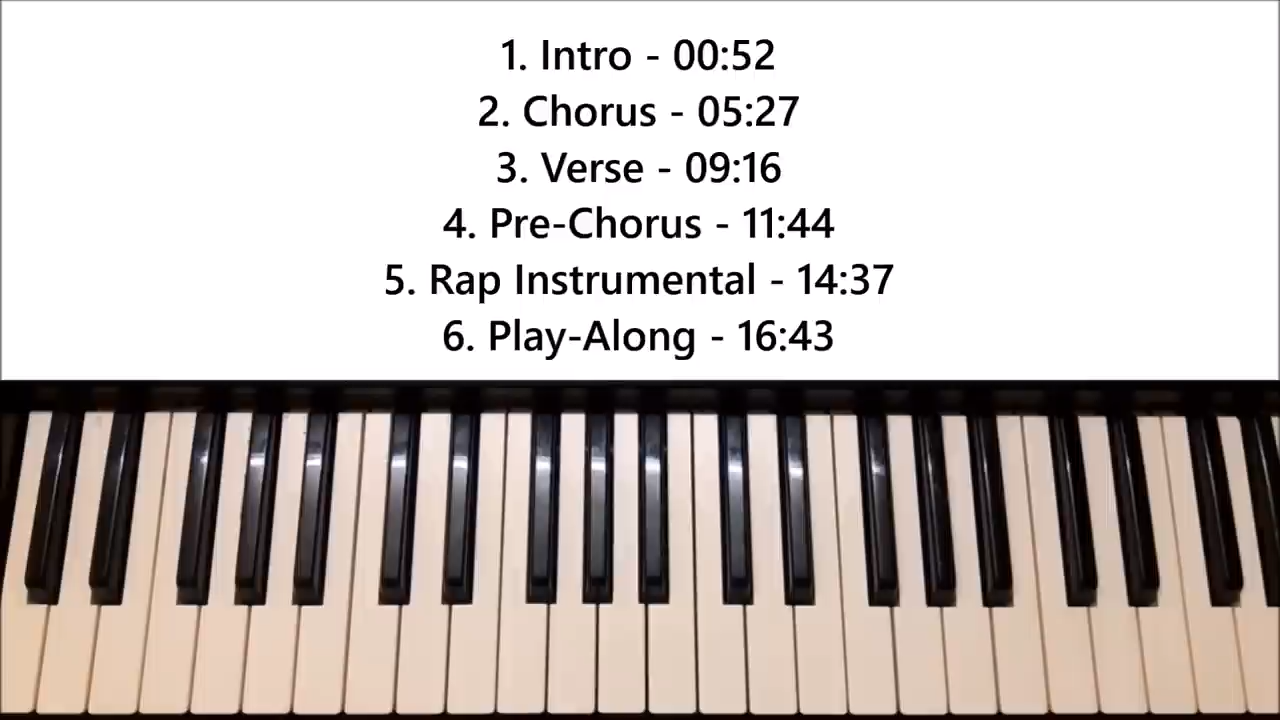 1. Intro - 00:52
2. Chorus - 05:27
3. Verse - 09:16
4. Pre-Chorus - 11:44
5. Rap Instrumental - 14:37
6. Play-Along - 16:43